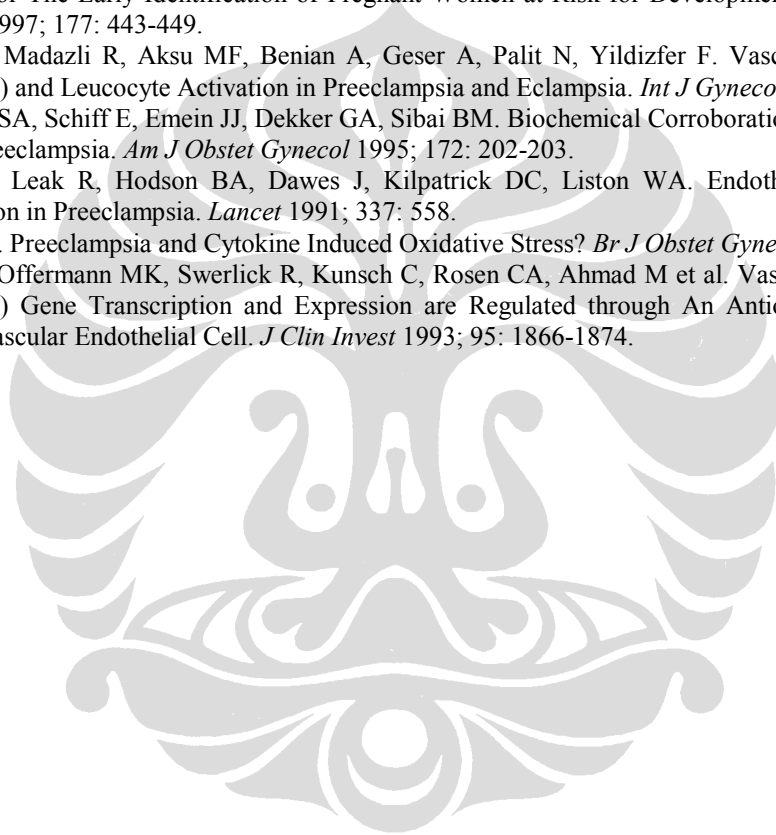 or The Early Identification of Pregnant Women at Risk for Development
997; 177: 443-449.
Madazli R, Aksu MF, Benian A, Geser A, Palit N, Yildizfer F. Vasc
) and Leucocyte Activation in Preeclampsia and Eclampsia. Int J Gyneco
SA, Schiff E, Emein JJ, Dekker GA, Sibai BM. Biochemical Corroboratio
eeclampsia. Am J Obstet Gynecol 1995; 172: 202-203.
Leak R, Hodson BA, Dawes J, Kilpatrick DC, Liston WA. Endoth
on in Preeclampsia. Lancet 1991; 337: 558.
. Preeclampsia and Cytokine Induced Oxidative Stress? Br J Obstet Gyne
Offermann MK, Swerlick R, Kunsch C, Rosen CA, Ahmad M et al. Vas
) Gene Transcription and Expression are Regulated through An Antio
ascular Endothelial Cell. J Clin Invest 1993; 95: 1866-1874.